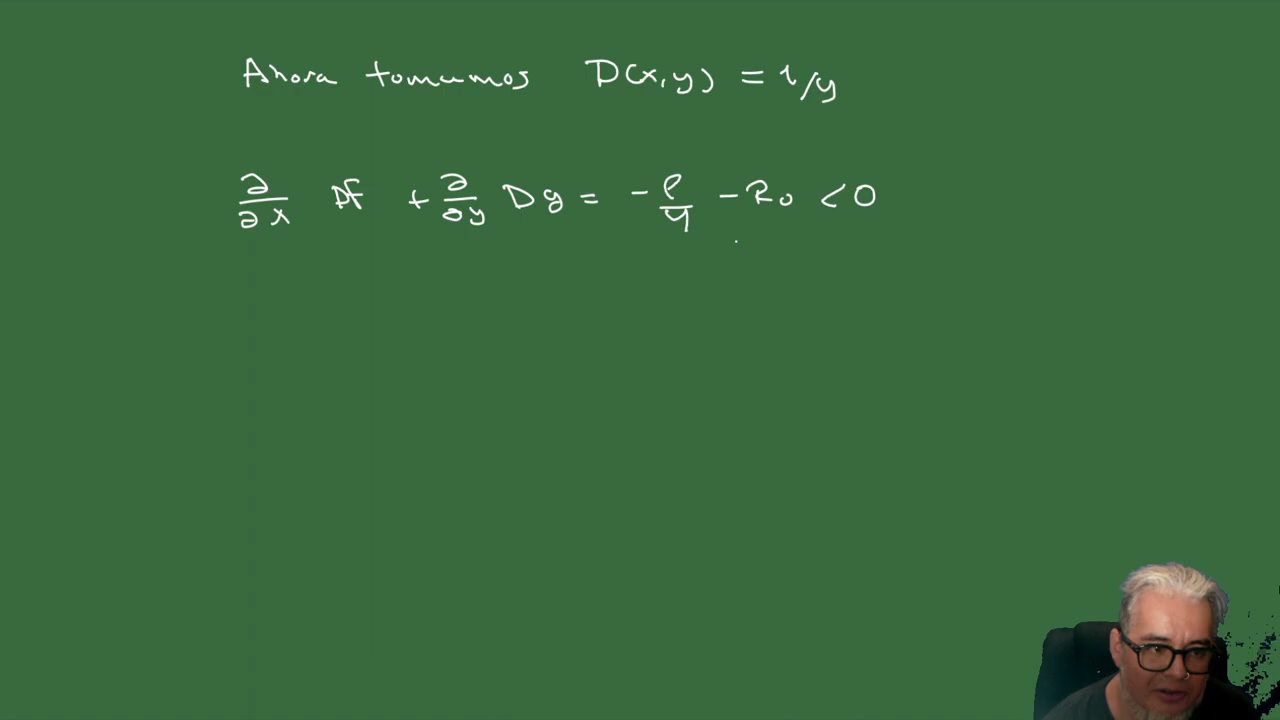 Ahora tomamos D(x,y) = 1/y
∂/∂x Df + ∂/∂y Dg = - ρ/y - R0 < 0